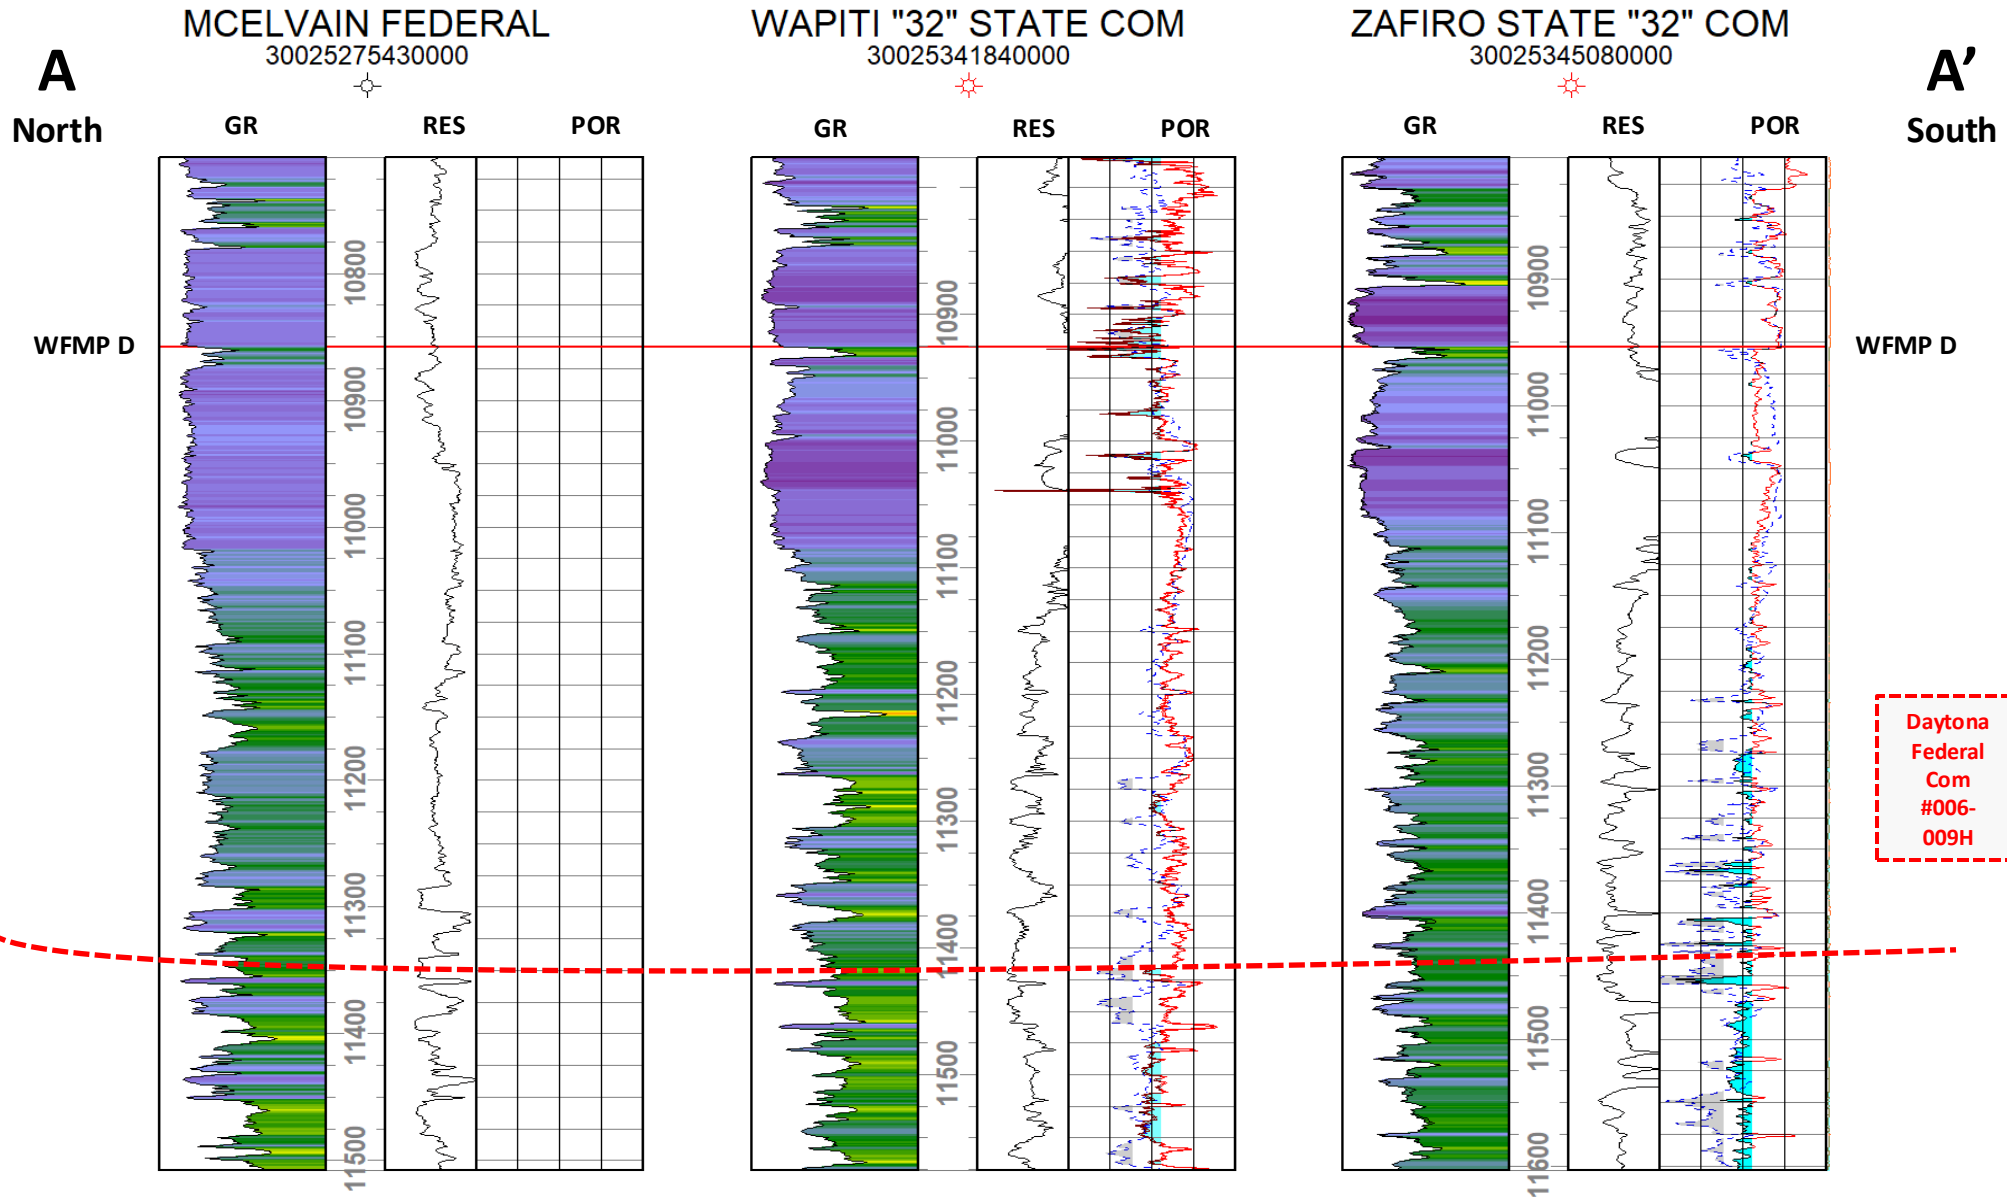 MCELVAIN FEDERAL
30025275430000
WAPITI "32" STATE COM
30025341840000
ZAFIRO STATE "32" COM
30025345080000
A
North
A'
South
GR
RES
POR
GR
RES
POR
GR
RES
POR
10800
10900
11000
11100
11200
11300
11400
11500
10900
11000
11100
11200
11300
11400
11500
10900
11000
11100
11200
11300
11400
11500
11600
WFMP D
WFMP D
Daytona
Federal
Com
#006-
009H